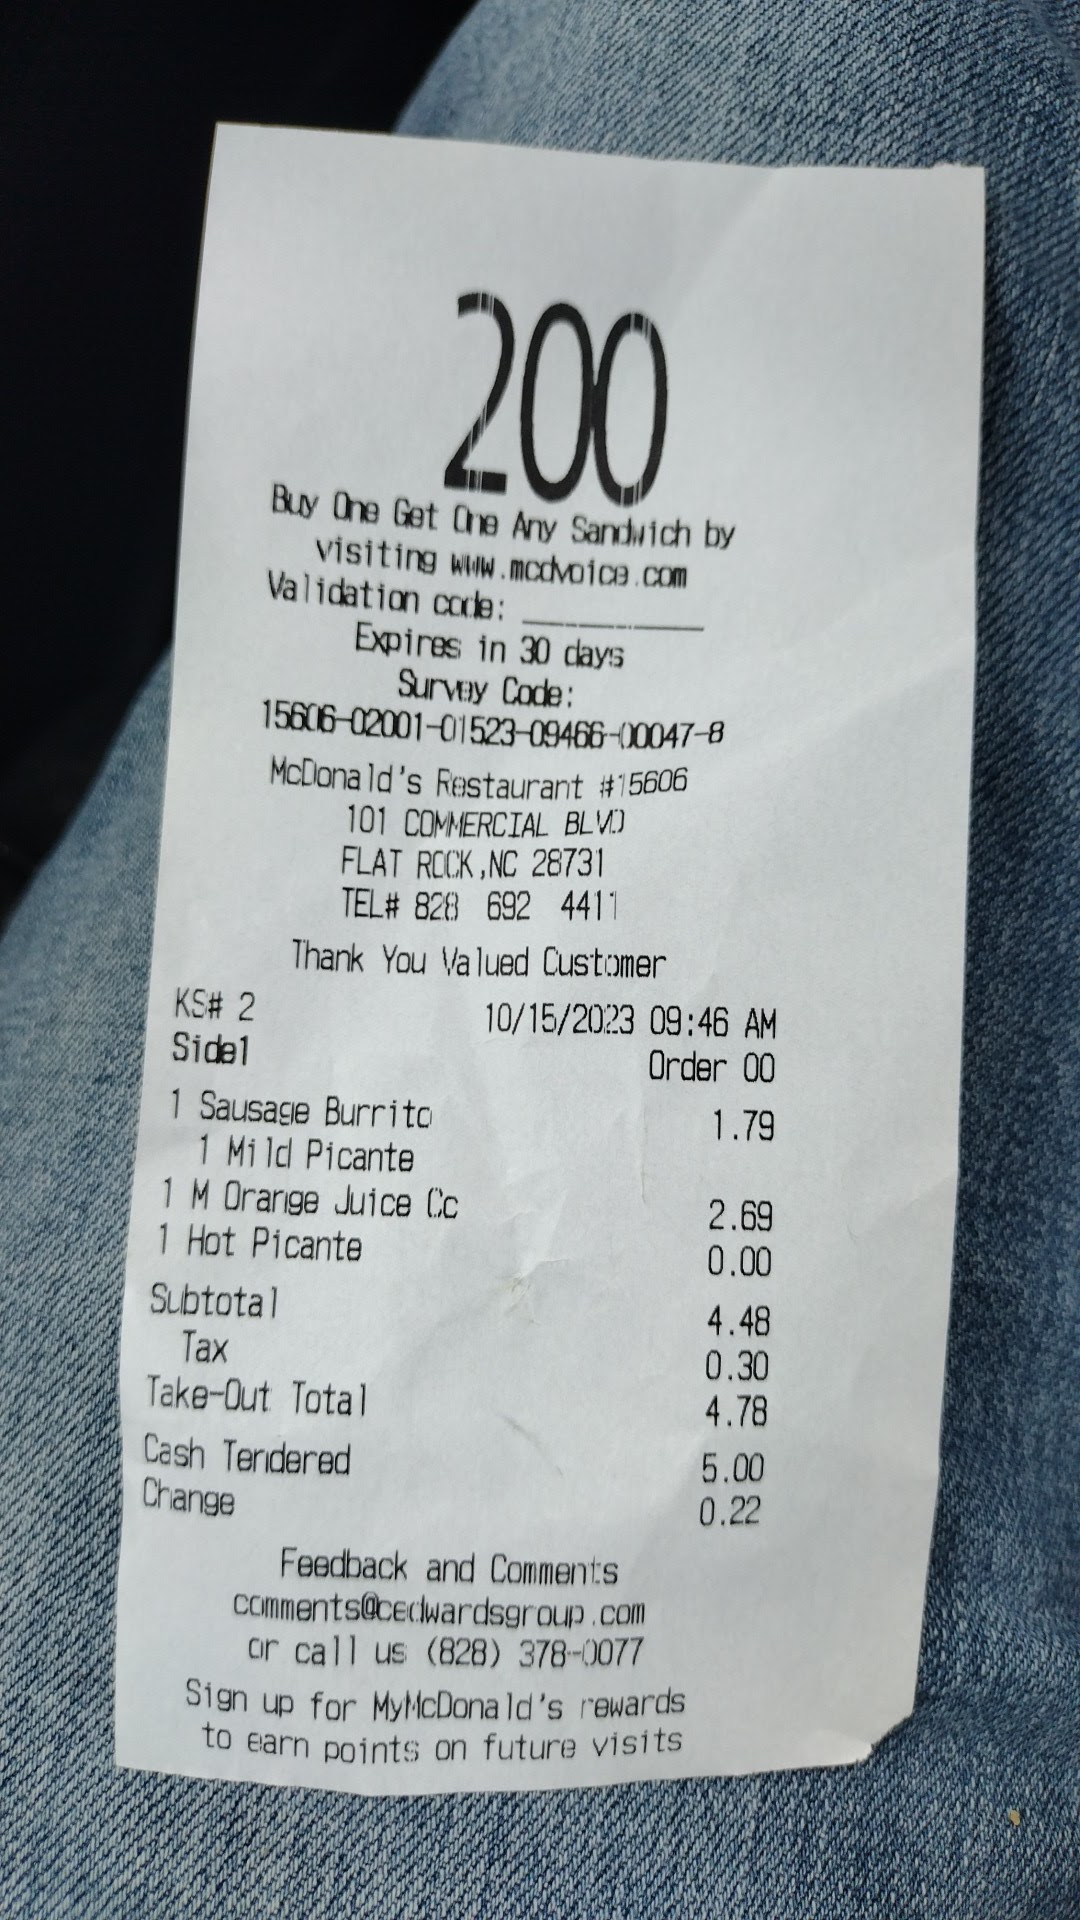 200
Buy One Get One Any Sandwich by
visiting www.mcdvoice.com
Validation code: ____________
Expires in 30 days
Survey Code:
15606-02001-01523-09466-00047-8
McDonald's Restaurant #15606
101 COMMERCIAL BLVD
FLAT ROCK,NC 28731
TEL# 828 692 4411
Thank You Valued Customer
KS# 2 10/15/2023 09:46 AM
Side1 Order 00
1 Sausage Burrito 1.79
1 Mild Picante
1 M Orange Juice Cc 2.69
1 Hot Picante 0.00
Subtotal 4.48
Tax 0.30
Take-Out Total 4.78
Cash Tendered 5.00
Change 0.22
Feedback and Comments
comments@cedwardsgroup.com
or call us (828) 378-0077
Sign up for MyMcDonald's rewards
to earn points on future visits